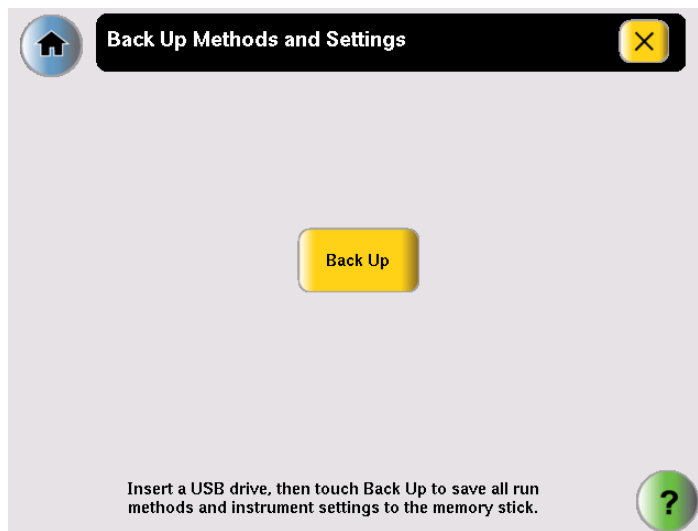 Back Up Methods and Settings
Back Up
Insert a USB drive, then touch Back Up to save all run
methods and instrument settings to the memory stick.
?